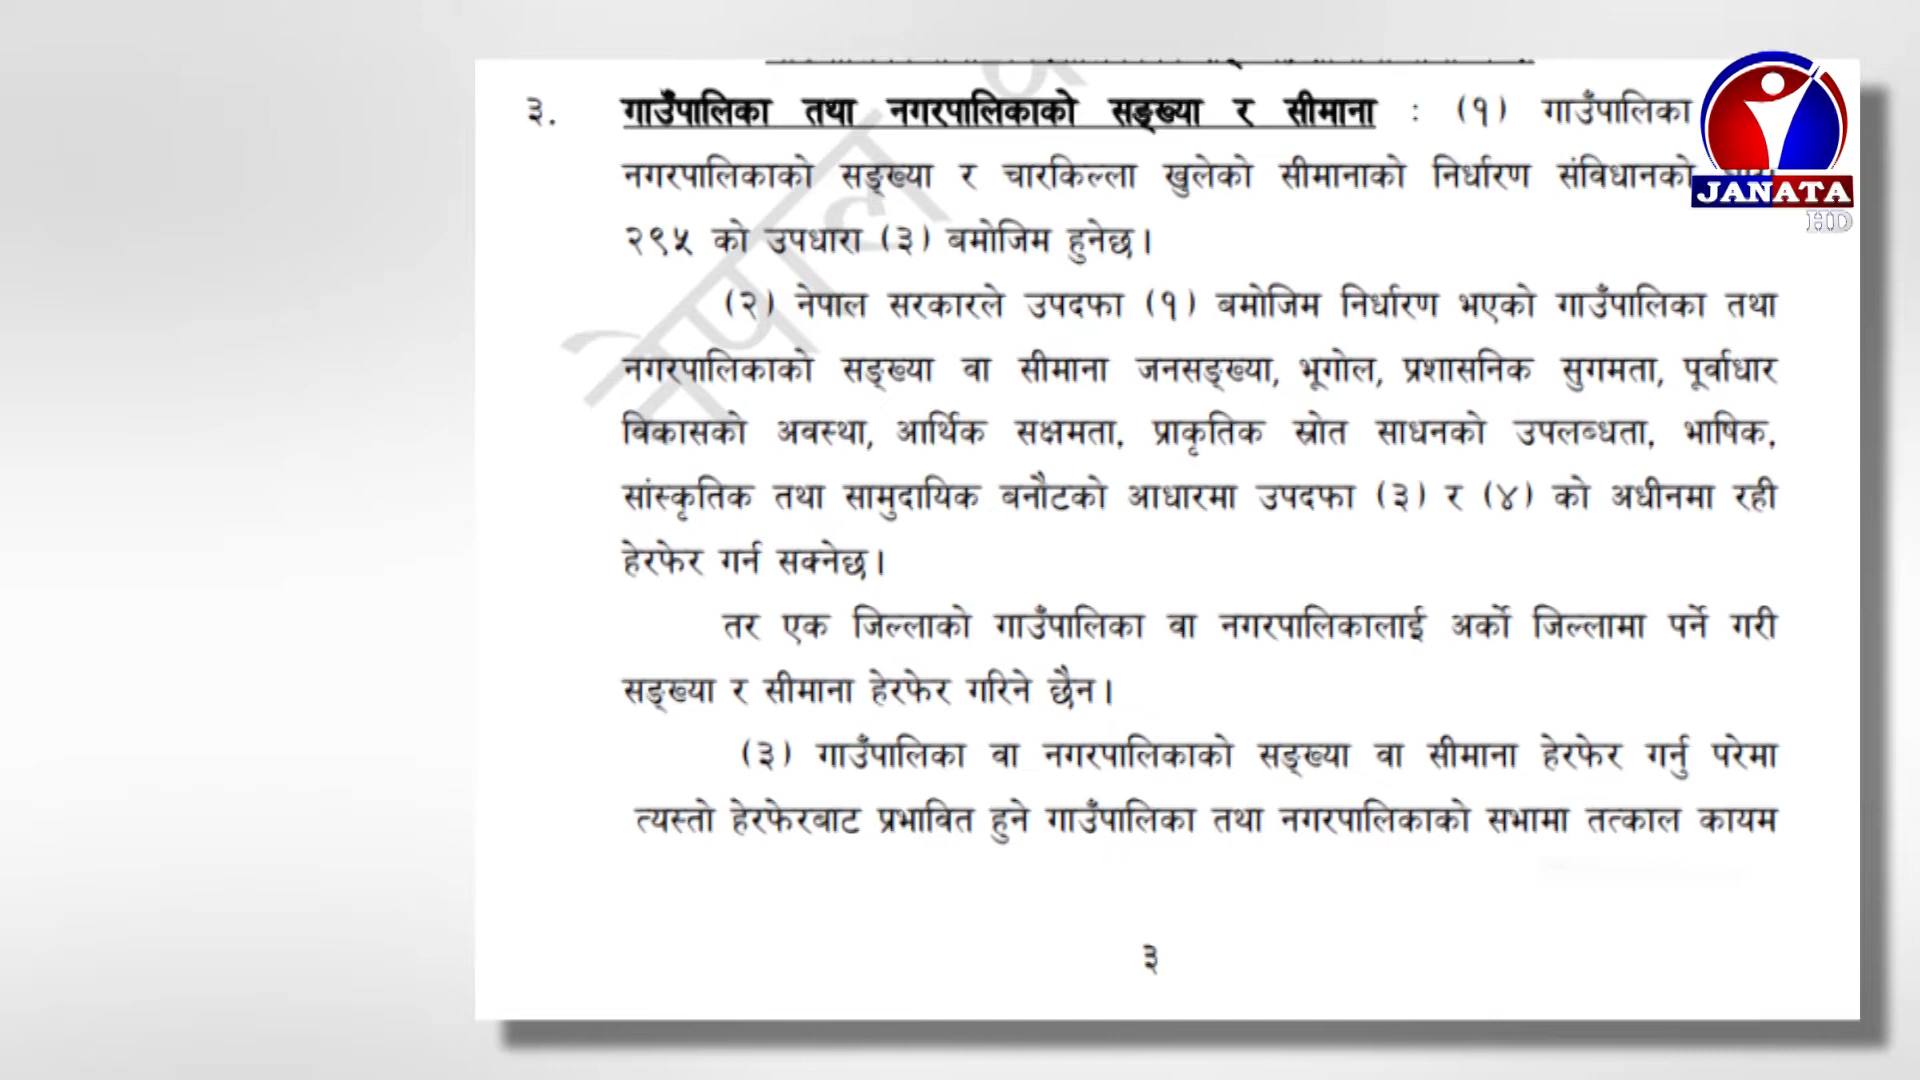 ३. गाउँपालिका तथा नगरपालिकाको सङ्ख्या र सीमाना : (१) गाउँपालिका
नगरपालिकाको सङ्ख्या र चारकिल्ला खुलेको सीमानाको निर्धारण संविधानको
२९५ को उपधारा (३) बमोजिम हुनेछ।
(२) नेपाल सरकारले उपदफा (१) बमोजिम निर्धारण भएको गाउँपालिका तथा
नगरपालिकाको सङ्ख्या वा सीमाना जनसङ्ख्या, भूगोल, प्रशासनिक सुगमता, पूर्वाधार
विकासको अवस्था, आर्थिक सक्षमता, प्राकृतिक स्रोत साधनको उपलब्धता, भाषिक,
सांस्कृतिक तथा सामुदायिक बनौटको आधारमा उपदफा (३) र (४) को अधीनमा रही
हेरफेर गर्न सक्नेछ।
तर एक जिल्लाको गाउँपालिका वा नगरपालिकालाई अर्को जिल्लामा पर्ने गरी
सङ्ख्या र सीमाना हेरफेर गरिने छैन।
(३) गाउँपालिका वा नगरपालिकाको सङ्ख्या वा सीमाना हेरफेर गर्नु परेमा
त्यस्तो हेरफेरबाट प्रभावित हुने गाउँपालिका तथा नगरपालिकाको सभामा तत्काल कायम
३
नेपाल
JANATA
HD